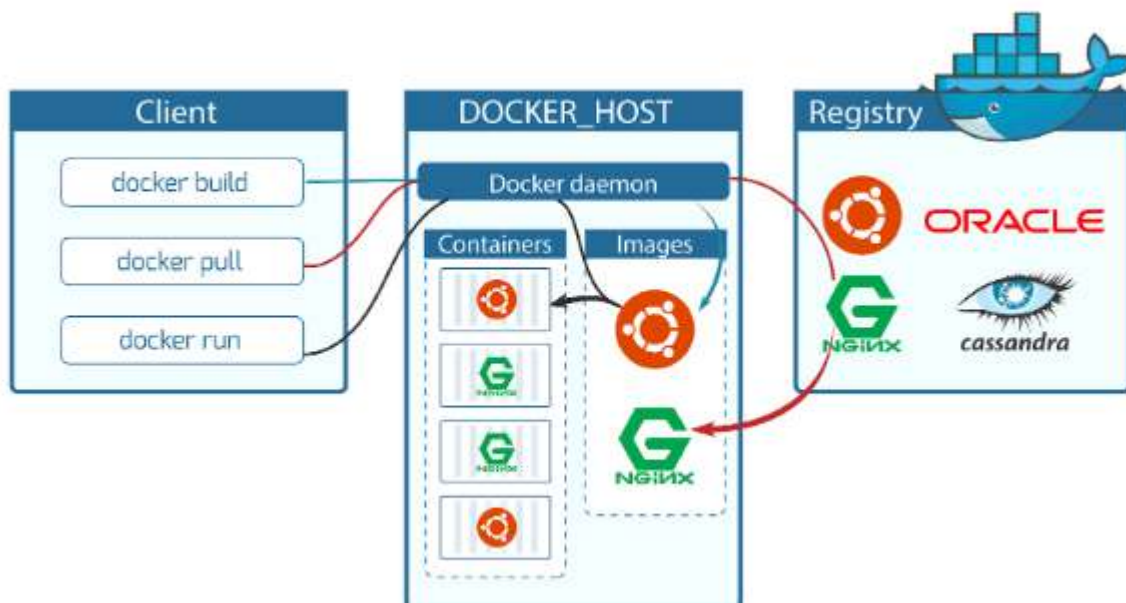 Client
docker build
docker pull
docker run
DOCKER_HOST
Docker daemon
Containers
Images
NGiNX
NGiNX
NGiNX
NGiNX
Registry
ORACLE
NGiNX
cassandra